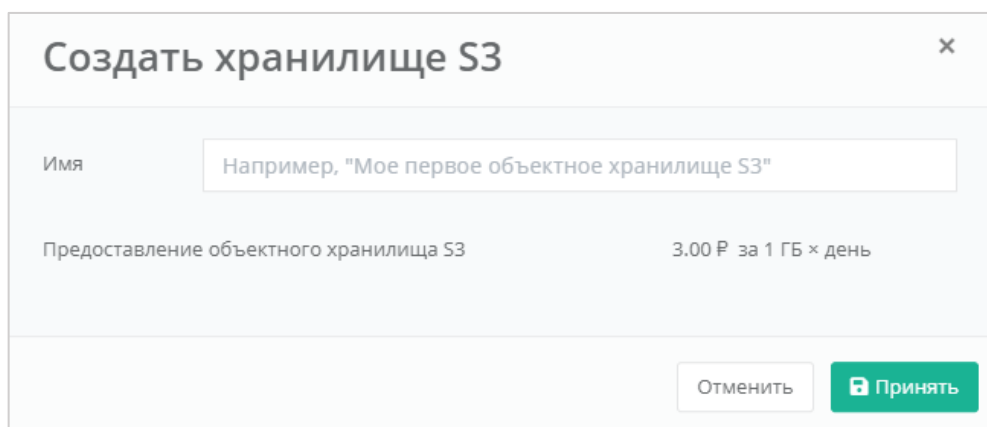 Создать хранилище S3
×
Имя
Например, "Мое первое объектное хранилище S3"
Предоставление объектного хранилища S3 3.00 ₽ за 1 ГБ × день
Отменить Принять